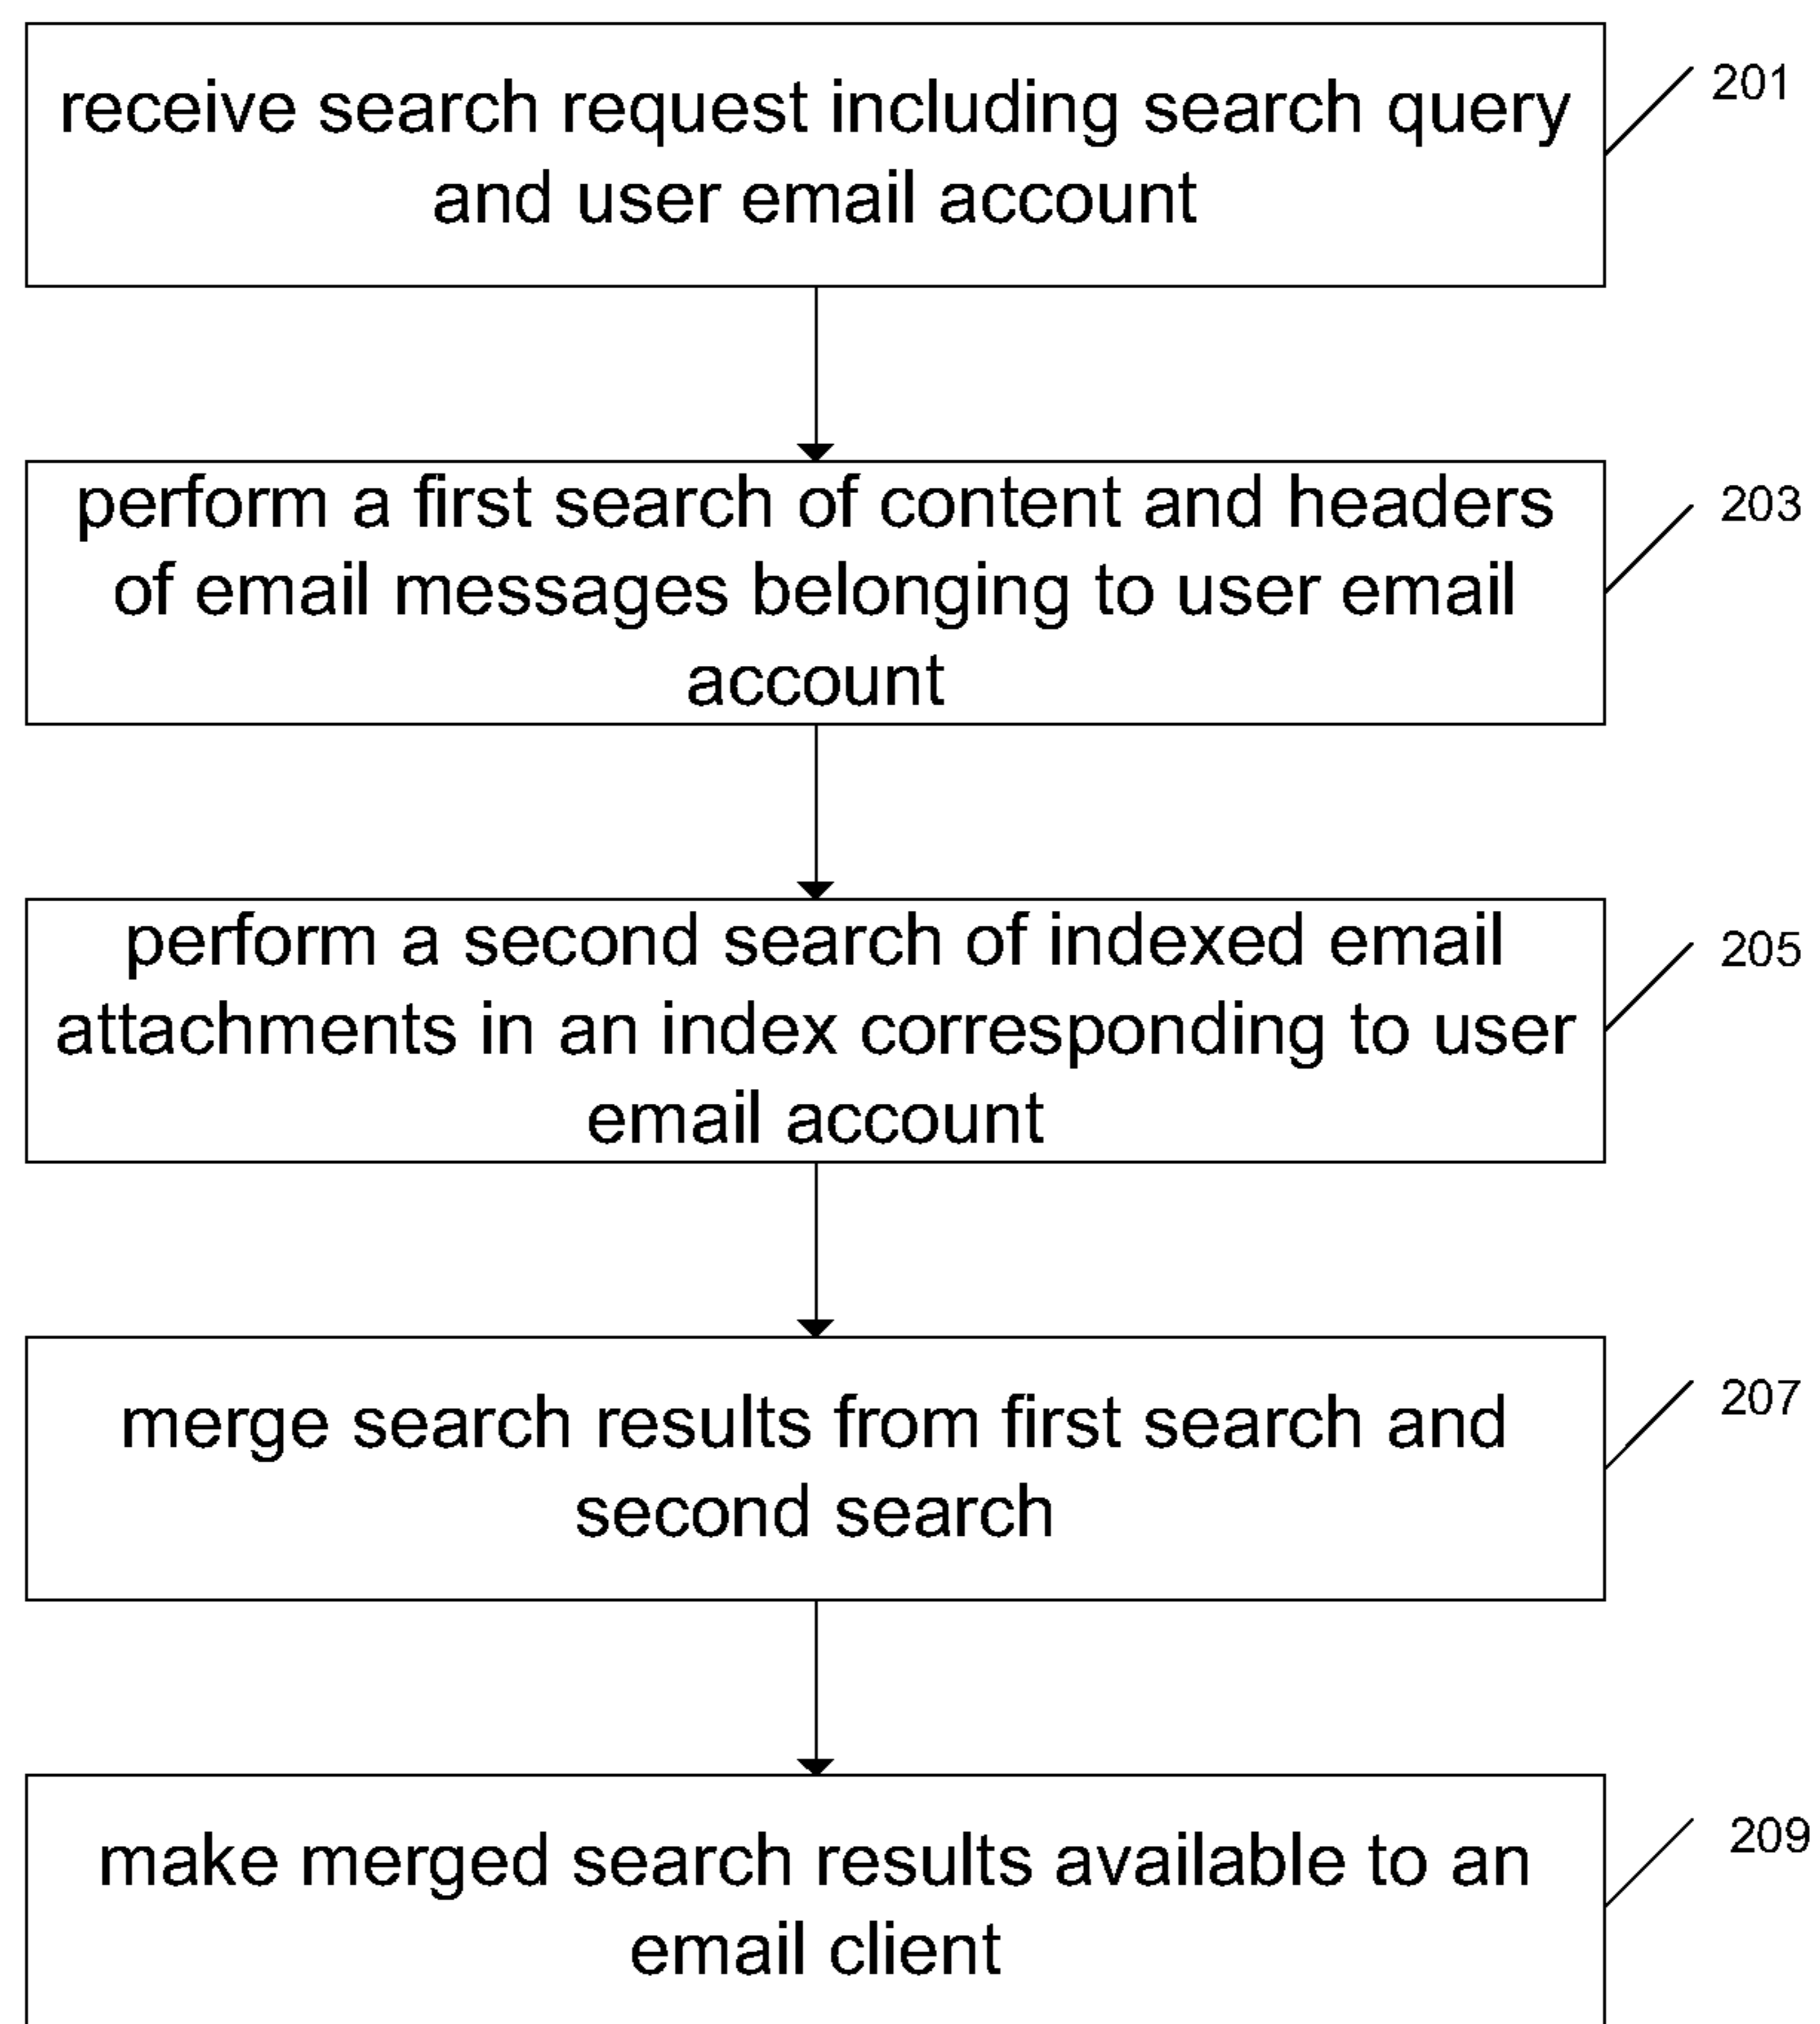 receive search request including search query
and user email account
201
perform a first search of content and headers
of email messages belonging to user email
account
203
perform a second search of indexed email
attachments in an index corresponding to user
email account
205
merge search results from first search and
second search
207
make merged search results available to an
email client
209